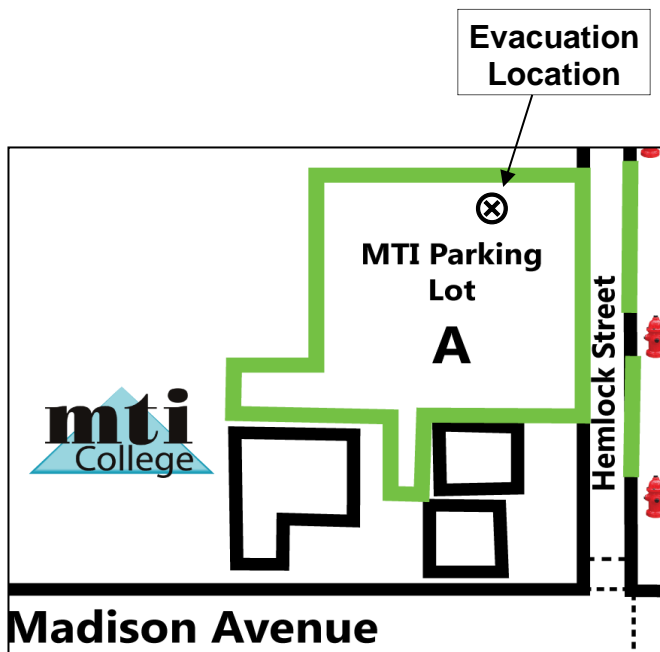 Evacuation
Location
MTI Parking
Lot
A
Hemlock Street
mti
College
Madison Avenue